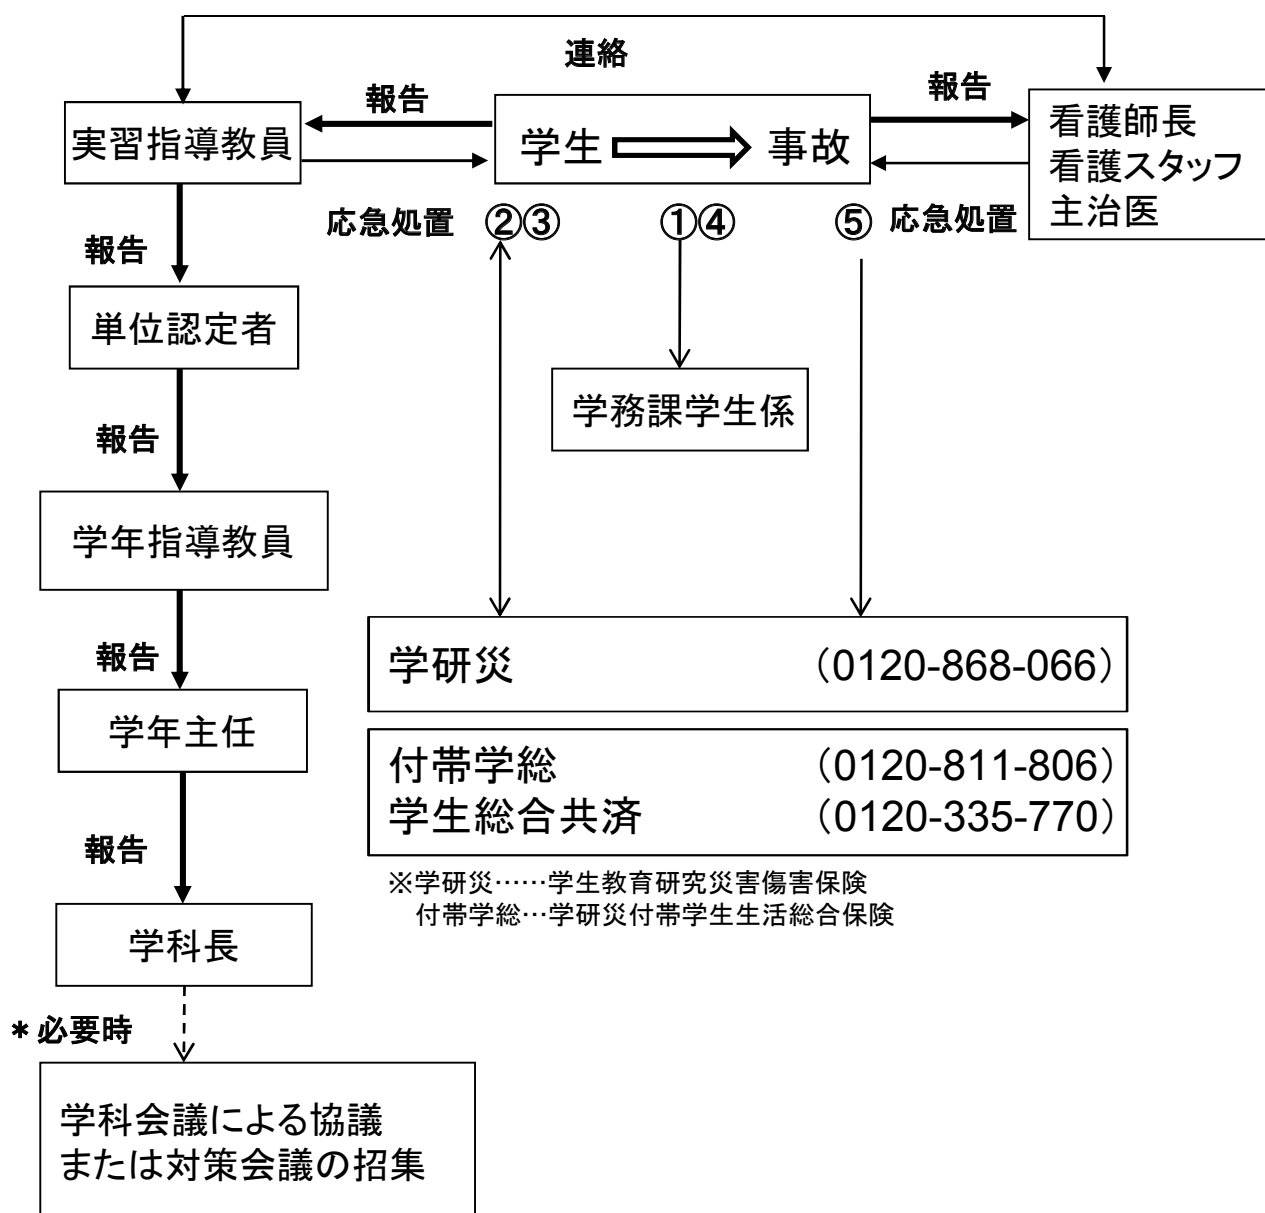 連絡
報告
報告
実習指導教員
学生
事故
看護師長
看護スタッフ
主治医
応急処置
②③
①④
⑤
応急処置
報告
単位認定者
学務課学生係
報告
学年指導教員
報告
学研災 (0120-868-066)
学年主任
付帯学総 (0120-811-806)
学生総合共済 (0120-335-770)
報告
※学研災……学生教育研究災害傷害保険
付帯学総…学研災付帯学生生活総合保険
学科長
*必要時
学科会議による協議
または対策会議の招集